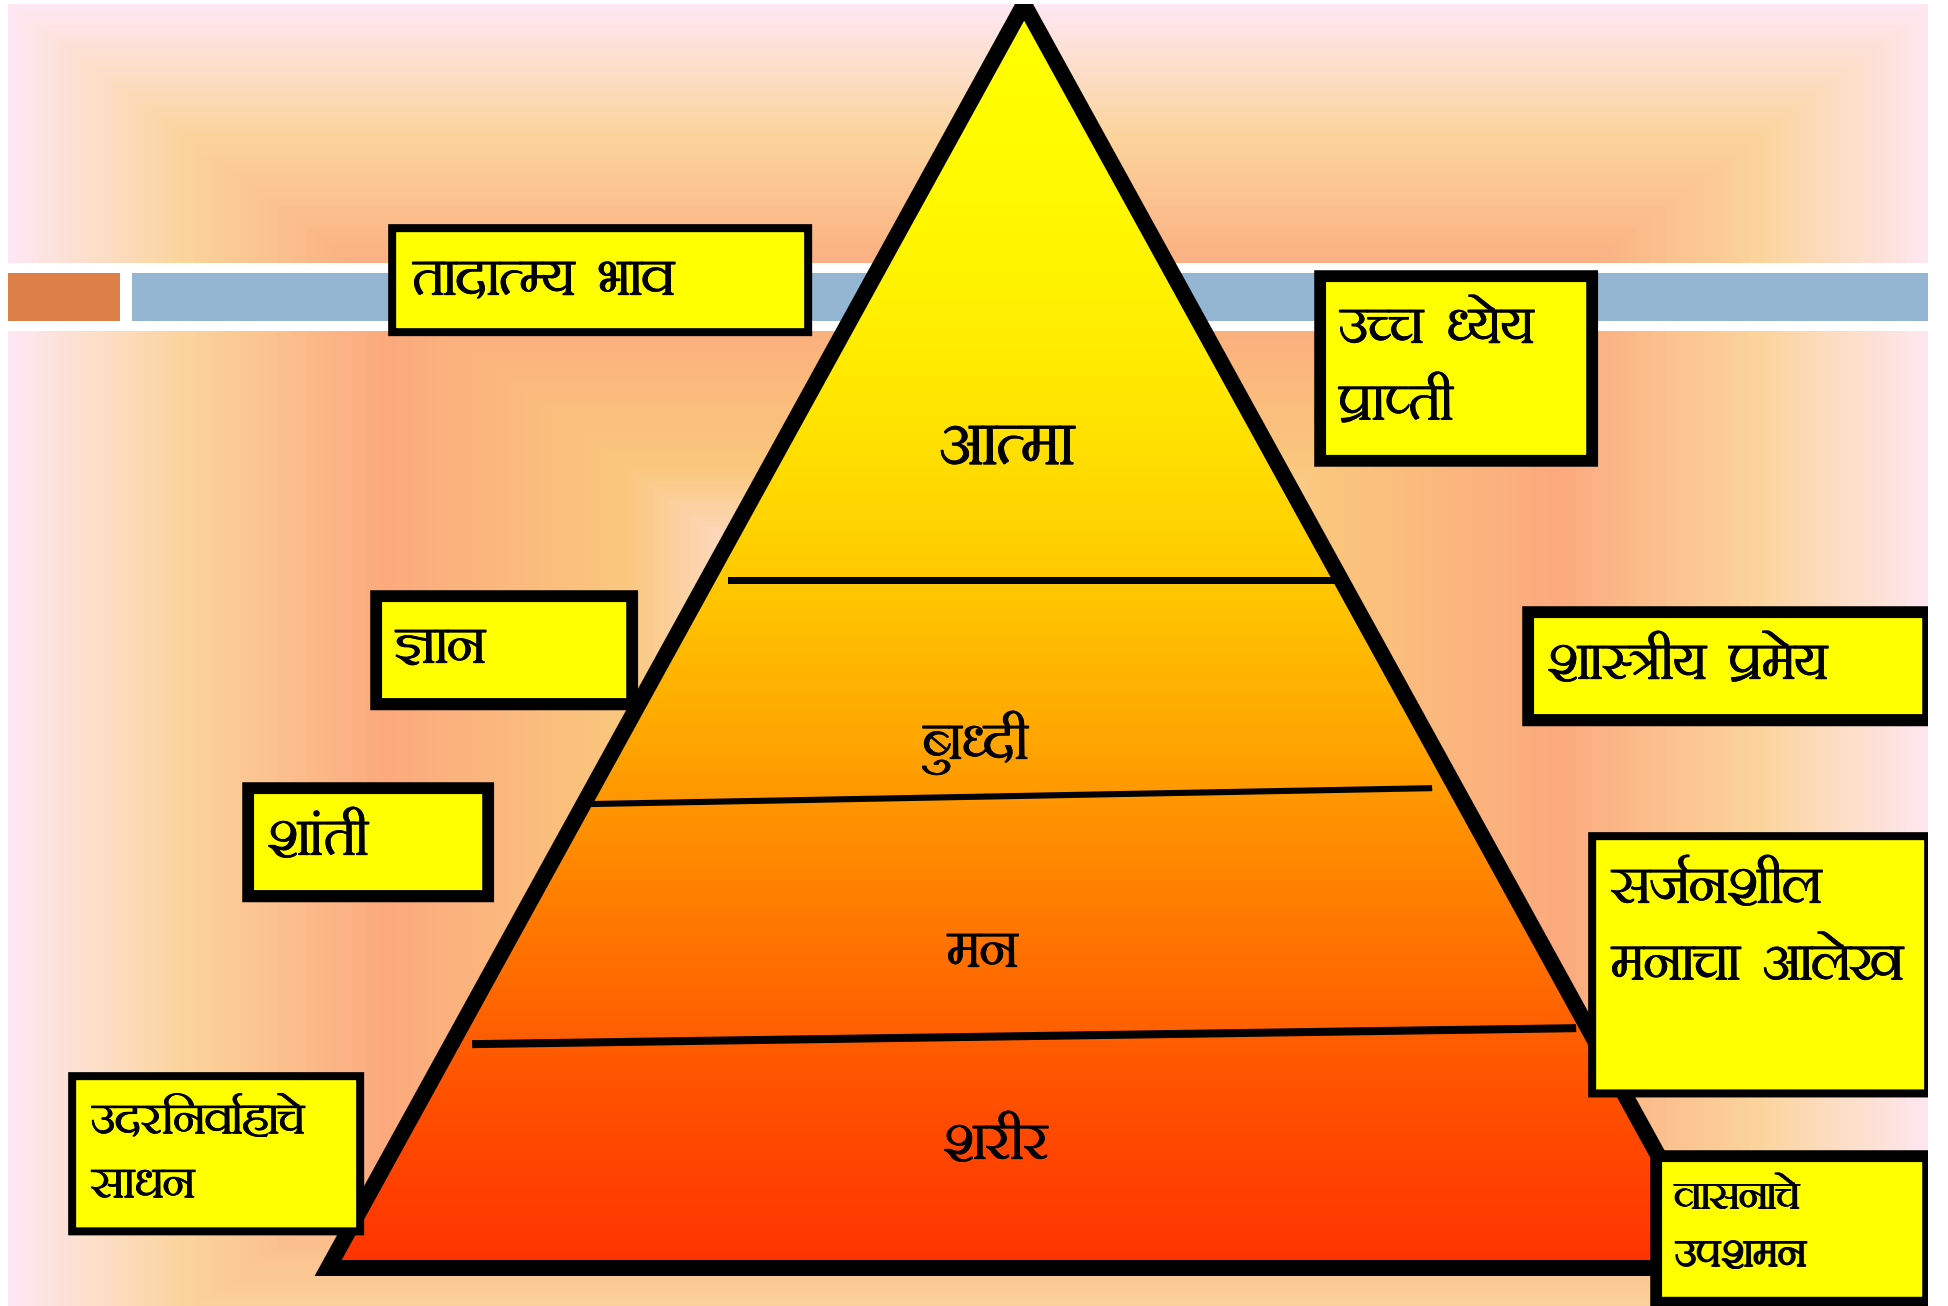 तादात्म्य भाव
उच्च ध्येय
प्राप्ती
आत्मा
ज्ञान
शास्त्रीय प्रमेय
बुध्दी
शांती
सर्जनशील
मनाचा आलेख
मन
उदरनिर्वाहाचे
साधन
शरीर
वासनाचे
उपशमन